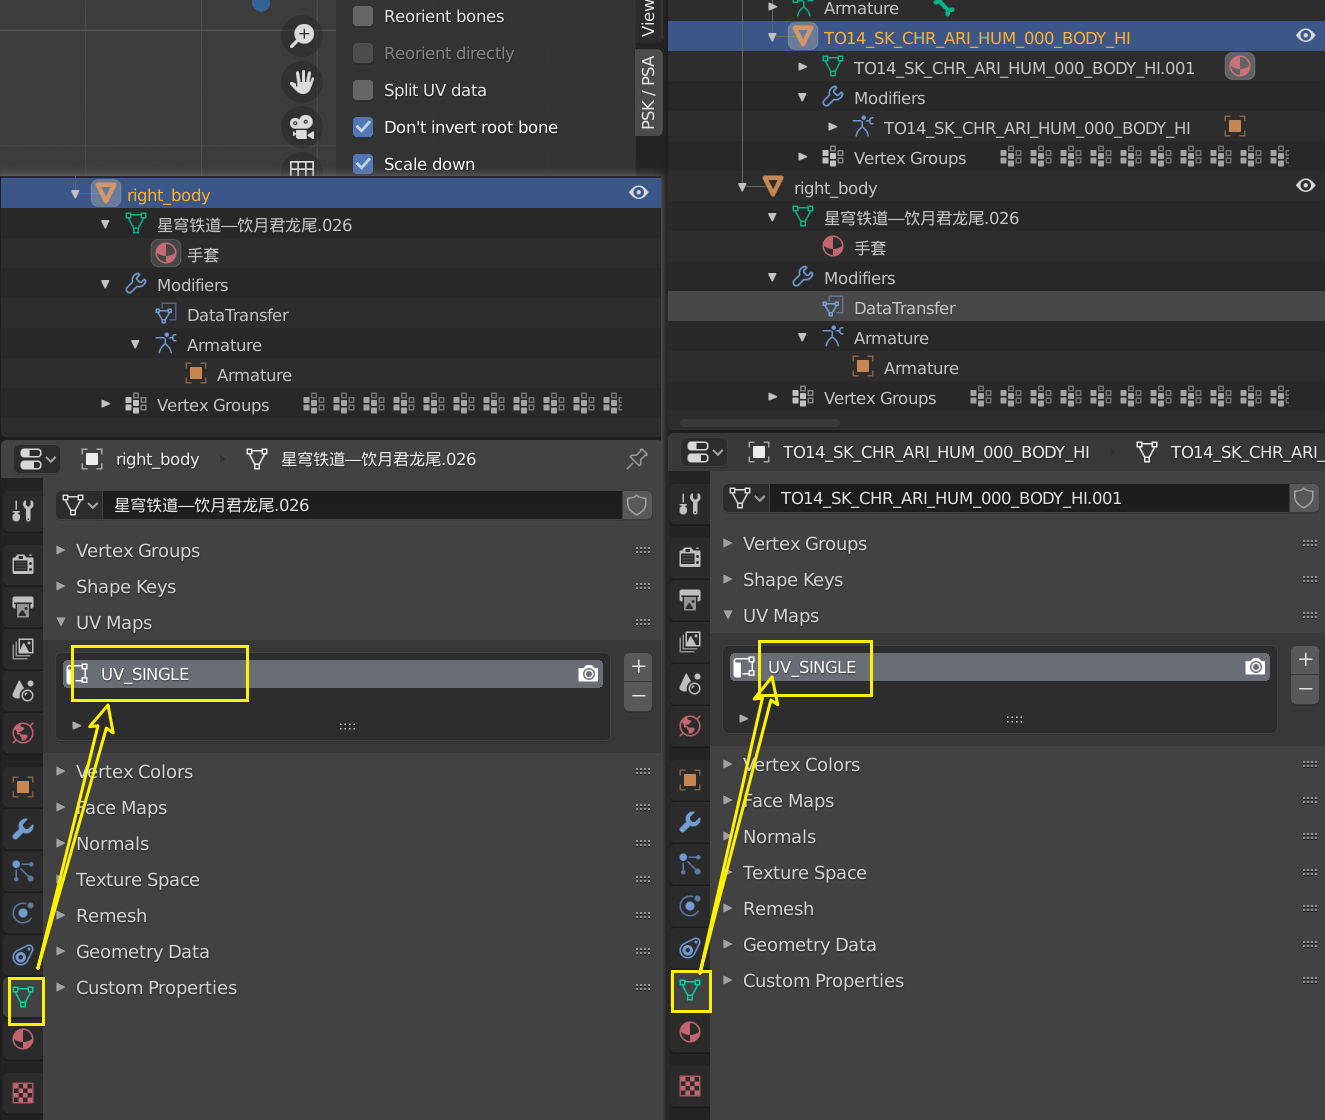 Reorient bones
Reorient directly
Split UV data
Don't invert root bone
Scale down
View
PSK / PSA
right_body
星穹铁道—饮月君龙尾.026
手套
Modifiers
DataTransfer
Armature
Armature
Vertex Groups
right_body
星穹铁道—饮月君龙尾.026
星穹铁道—饮月君龙尾.026
Vertex Groups
Shape Keys
UV Maps
UV_SINGLE
Vertex Colors
Face Maps
Normals
Texture Space
Remesh
Geometry Data
Custom Properties
Armature
TO14_SK_CHR_ARI_HUM_000_BODY_HI
TO14_SK_CHR_ARI_HUM_000_BODY_HI.001
Modifiers
TO14_SK_CHR_ARI_HUM_000_BODY_HI
Vertex Groups
right_body
星穹铁道—饮月君龙尾.026
手套
Modifiers
DataTransfer
Armature
Armature
Vertex Groups
TO14_SK_CHR_ARI_HUM_000_BODY_HI
TO14_SK_CHR_ARI_
TO14_SK_CHR_ARI_HUM_000_BODY_HI.001
Vertex Groups
Shape Keys
UV Maps
UV_SINGLE
Vertex Colors
Face Maps
Normals
Texture Space
Remesh
Geometry Data
Custom Properties